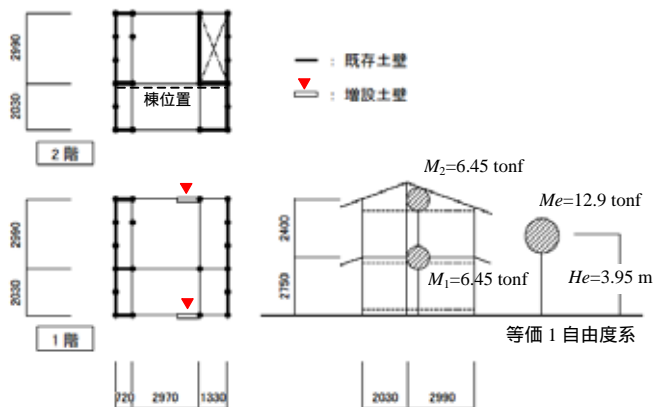 2990
2030
棟位置
2 階
━ : 既存土壁
: 増設土壁
2990
2030
1 階
720
2970
1330
2400
2750
M2=6.45 tonf
M1=6.45 tonf
Me=12.9 tonf
He=3.95 m
等価 1 自由度系
2030
2990